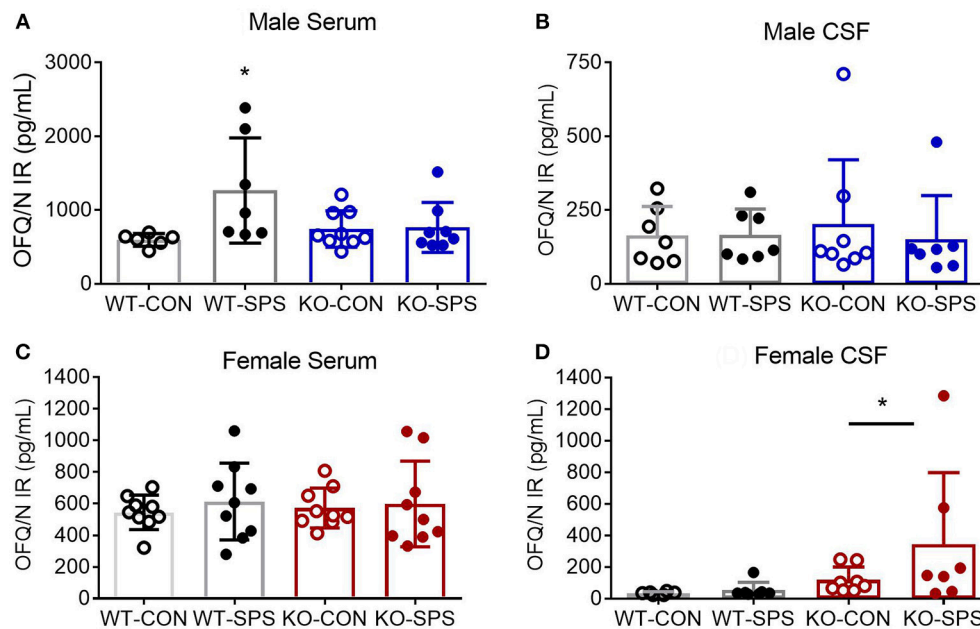 A
Male Serum
OFQ/N IR (pg/mL)
3000
*
2000
1000
0
WT-CON WT-SPS KO-CON KO-SPS
B
Male CSF
OFQ/N IR (pg/mL)
750
500
250
0
WT-CON WT-SPS KO-CON KO-SPS
C
Female Serum
OFQ/N IR (pg/mL)
1400
1200
1000
800
600
400
200
0
WT-CON WT-SPS KO-CON KO-SPS
D
(D) Female CSF
OFQ/N IR (pg/mL)
1400
1200
1000
800
600
400
200
0
*
WT-CON WT-SPS KO-CON KO-SPS